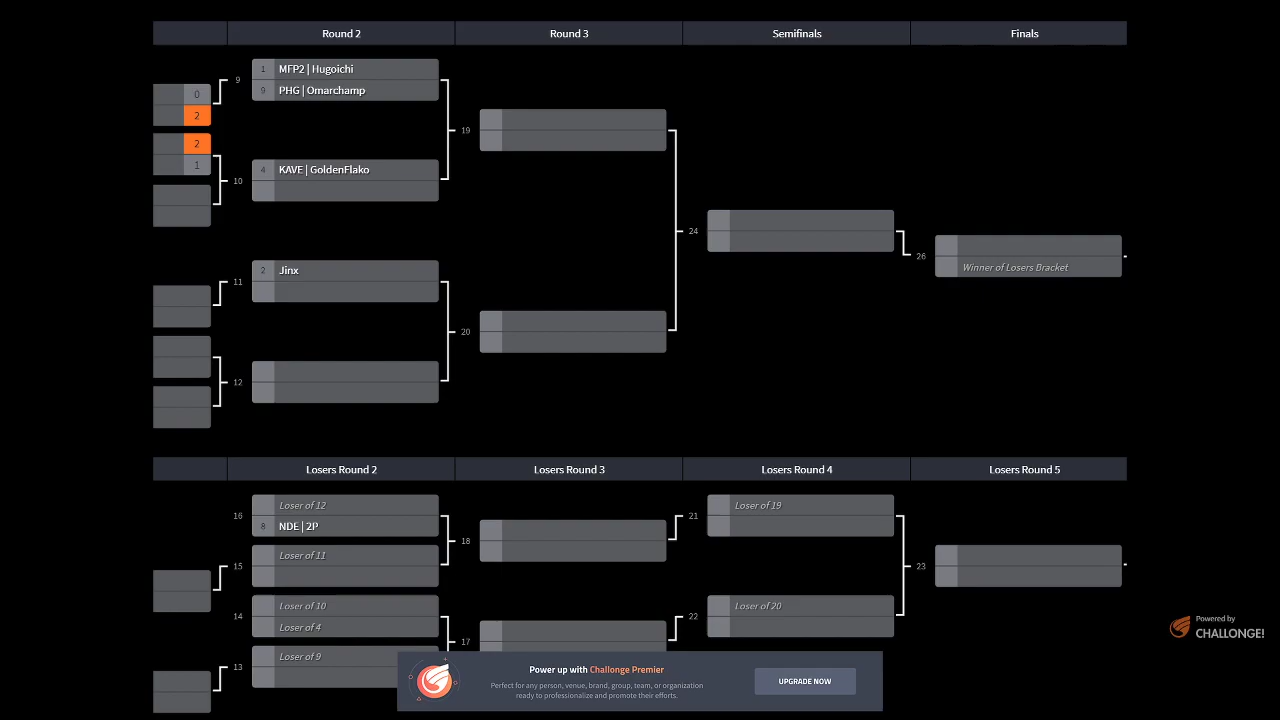 Round 2
Round 3
Semifinals
Finals
9
1 MFP2 | Hugoichi
9 PHG | Omarchamp
0
2
19
2
1
10
4 KAVE | GoldenFlako
24
26
Winner of Losers Bracket
11
2 Jinx
20
12
Losers Round 2
Losers Round 3
Losers Round 4
Losers Round 5
16
Loser of 12
8 NDE | 2P
18
21
Loser of 19
15
Loser of 11
23
14
Loser of 10
Loser of 4
17
22
Loser of 20
13
Loser of 9
Powered by
CHALLONGE!
Power up with Challonge Premier
Perfect for any person, venue, brand, group, team, or organization
ready to professionalize and promote their efforts.
UPGRADE NOW